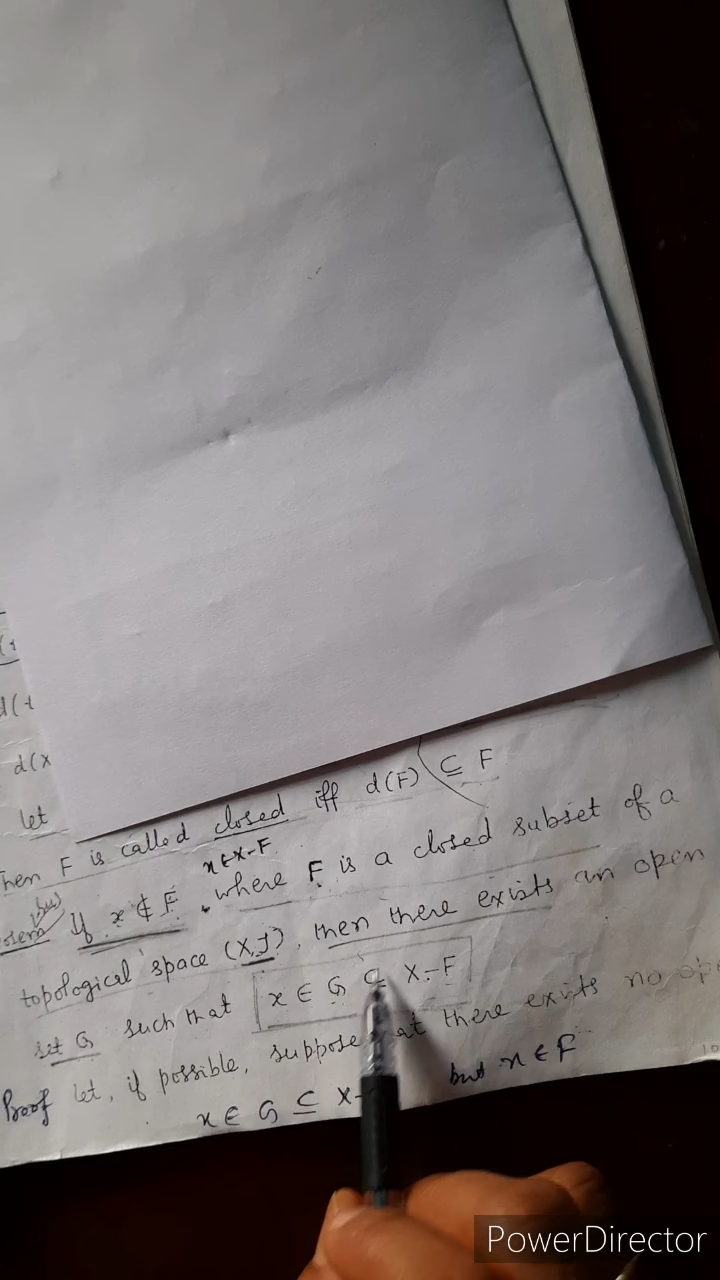 d(x
let
Then F is called closed iff d(F) ⊆ F
x∈X-F
If x ∉ F, where F is a closed subset of a
topological space (X,J), then there exists an open
set G such that x ∈ G ⊆ X-F
Proof let, if possible, suppose there exists no
x ∈ G ⊆ X- but x ∈ F
PowerDirector